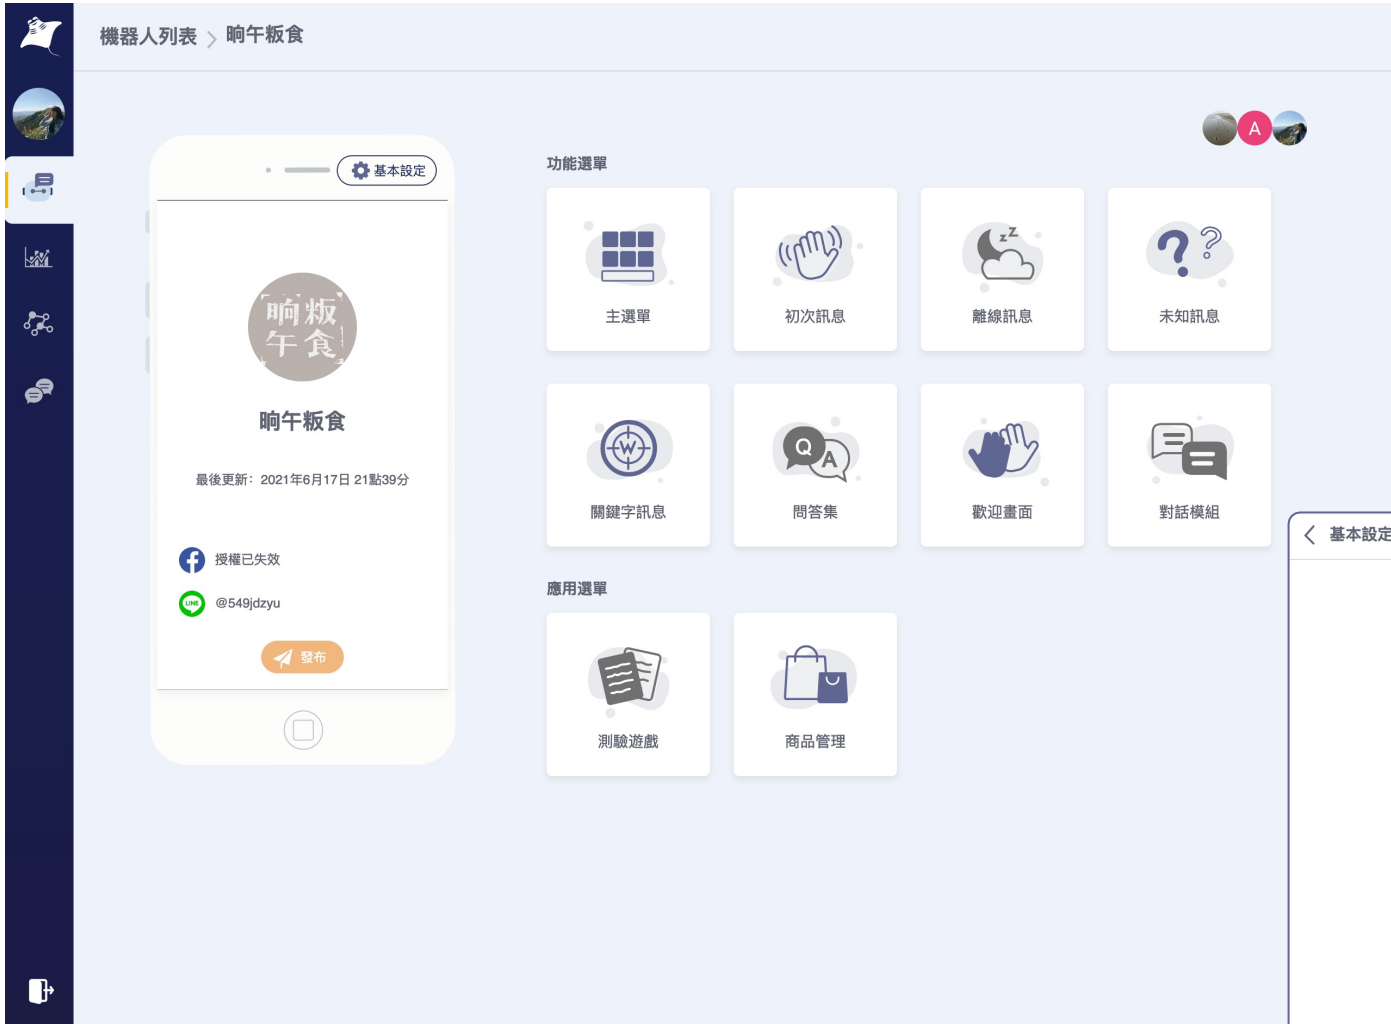 機器人列表 > 晌午粄食
A
基本設定
晌粄
午食
晌午粄食
最後更新：2021年6月17日 21點39分
授權已失效
LINE
@549jdzyu
發布
功能選單
主選單
初次訊息
zZ
離線訊息
??
未知訊息
W
關鍵字訊息
Q
A
問答集
歡迎畫面
對話模組
應用選單
測驗遊戲
商品管理
基本設定